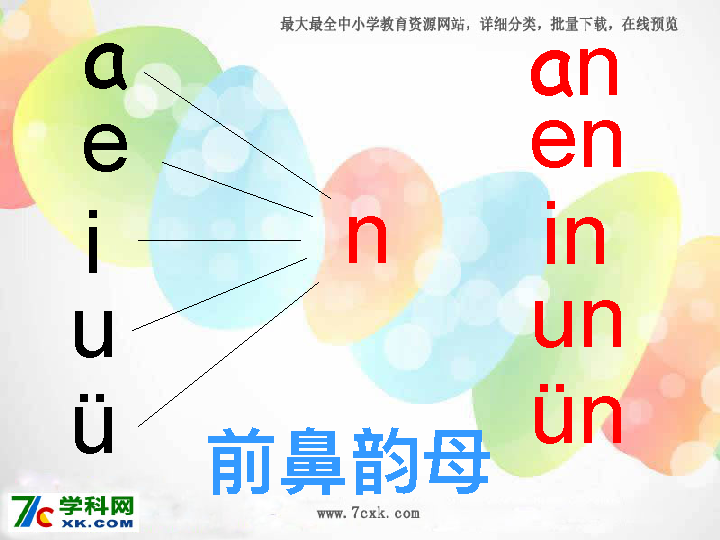 最大最全中小学教育资源网站，详细分类，批量下载，在线预览
ɑ
e
i
u
ü
n
ɑn
en
in
un
ün
前鼻韵母
7C 学科网
XK.COM
www.7cxk.com